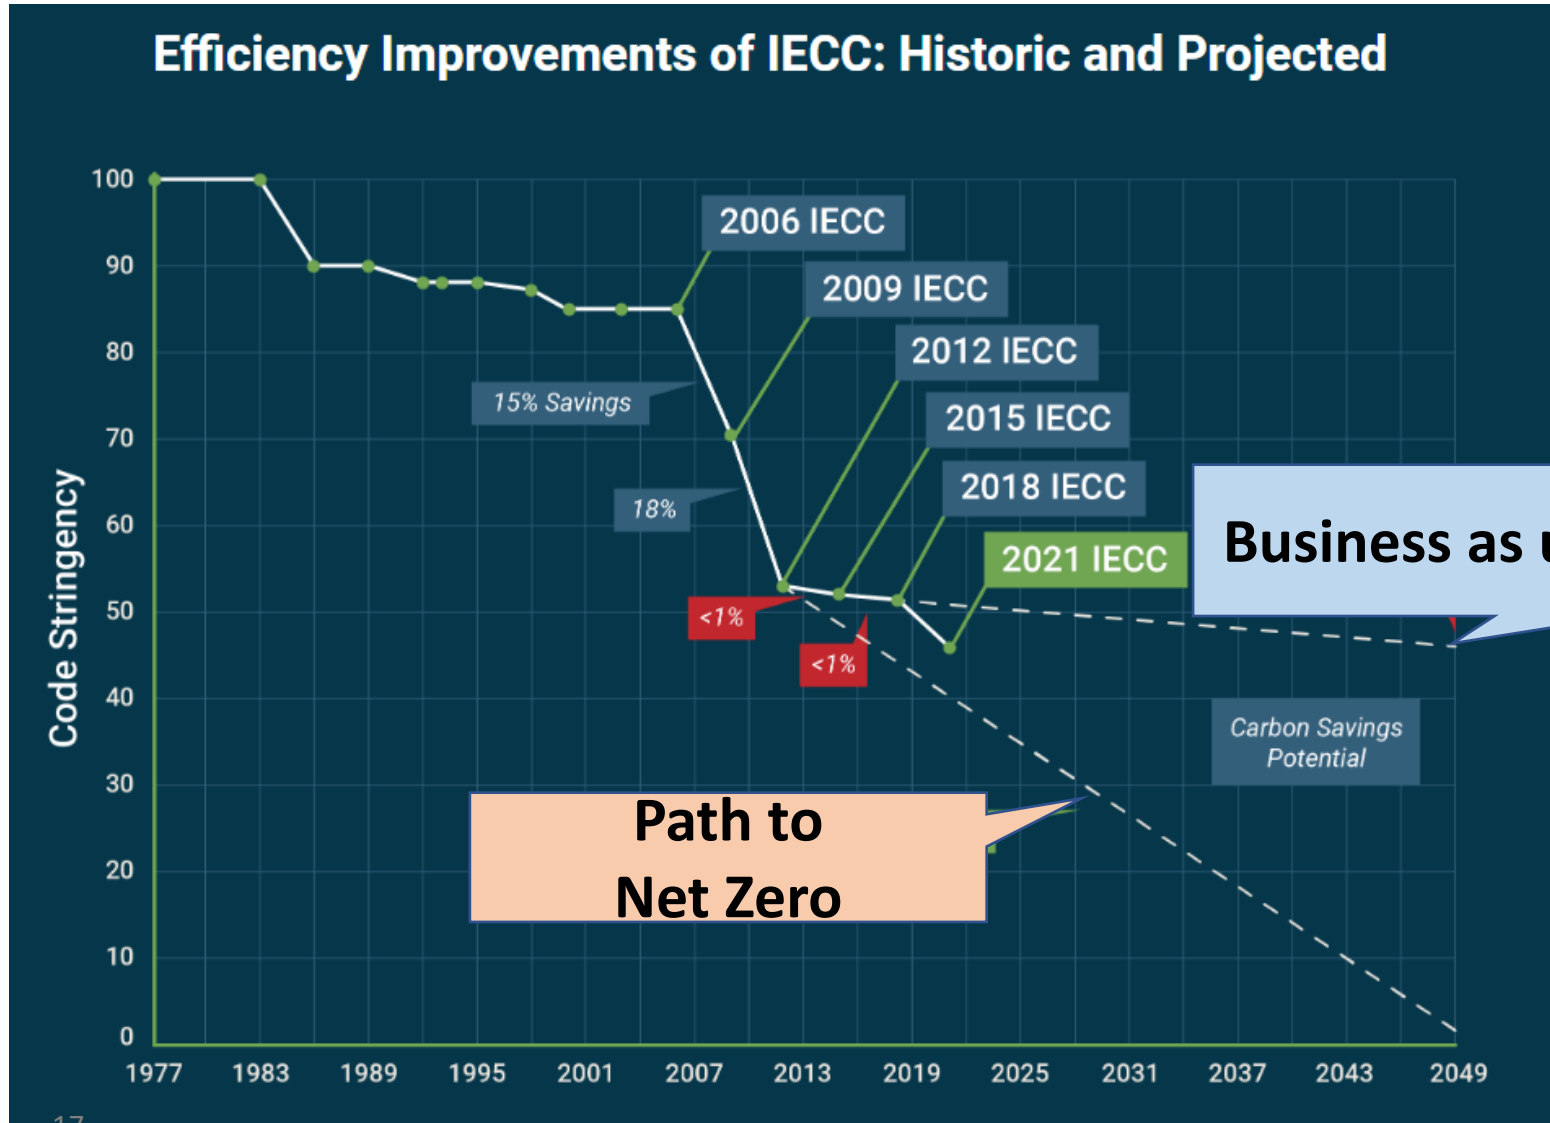 Efficiency Improvements of IECC: Historic and Projected
100
90
80
70
60
50
40
30
20
10
0
Code Stringency
2006 IECC
2009 IECC
2012 IECC
2015 IECC
2018 IECC
2021 IECC
15% Savings
18%
<1%
<1%
Business as
Carbon Savings
Potential
Path to
Net Zero
1977 1983 1989 1995 2001 2007 2013 2019 2025 2031 2037 2043 2049